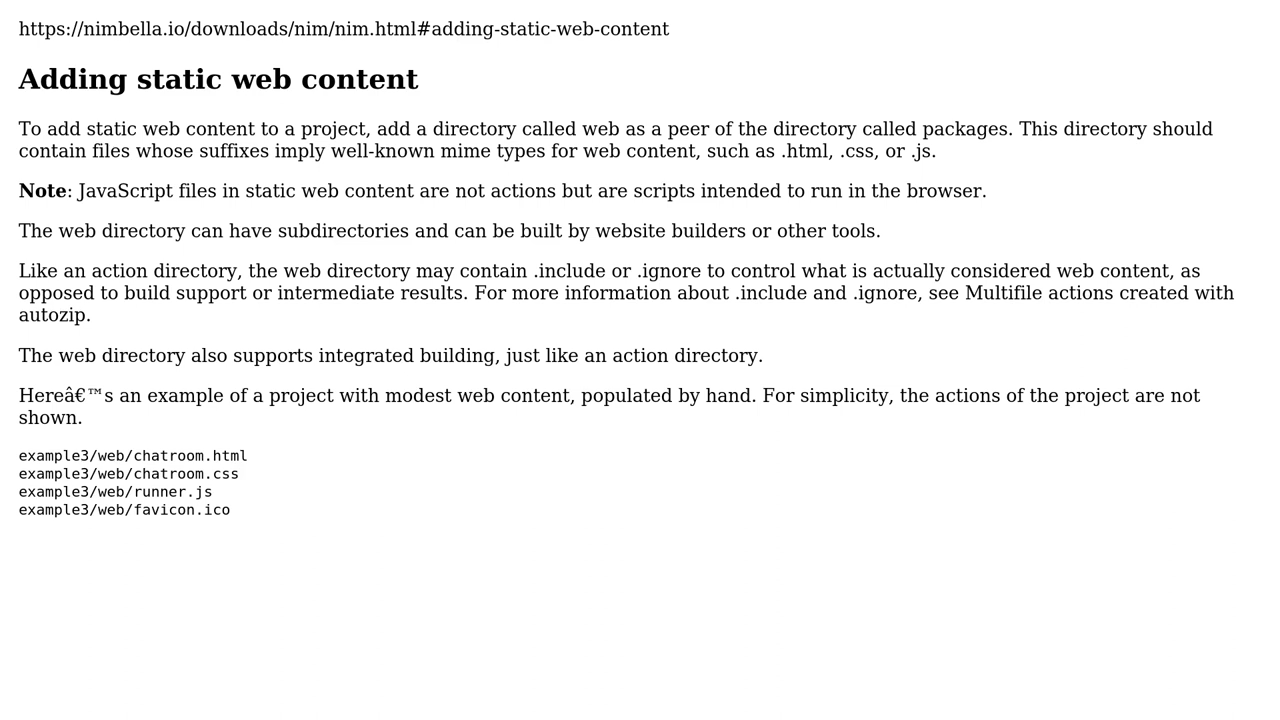 https://nimbella.io/downloads/nim/nim.html#adding-static-web-content
Adding static web content
To add static web content to a project, add a directory called web as a peer of the directory called packages. This directory should
contain files whose suffixes imply well-known mime types for web content, such as .html, .css, or .js.
Note: JavaScript files in static web content are not actions but are scripts intended to run in the browser.
The web directory can have subdirectories and can be built by website builders or other tools.
Like an action directory, the web directory may contain .include or .ignore to control what is actually considered web content, as
opposed to build support or intermediate results. For more information about .include and .ignore, see Multifile actions created with
autozip.
The web directory also supports integrated building, just like an action directory.
Hereâ€™s an example of a project with modest web content, populated by hand. For simplicity, the actions of the project are not
shown.
example3/web/chatroom.html
example3/web/chatroom.css
example3/web/runner.js
example3/web/favicon.ico